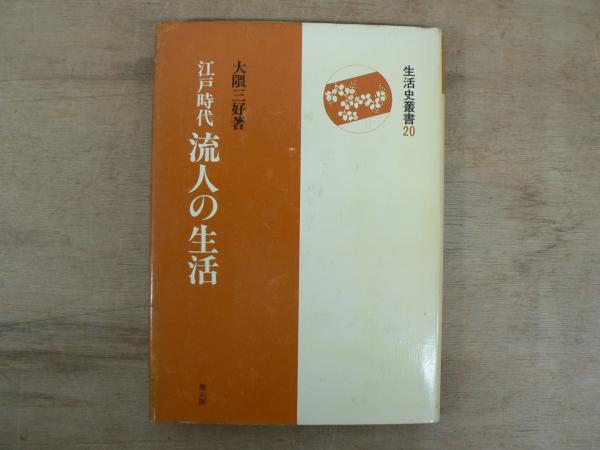 生活史叢書20
大隈三好著
江戸時代 流人の生活
雄山閣